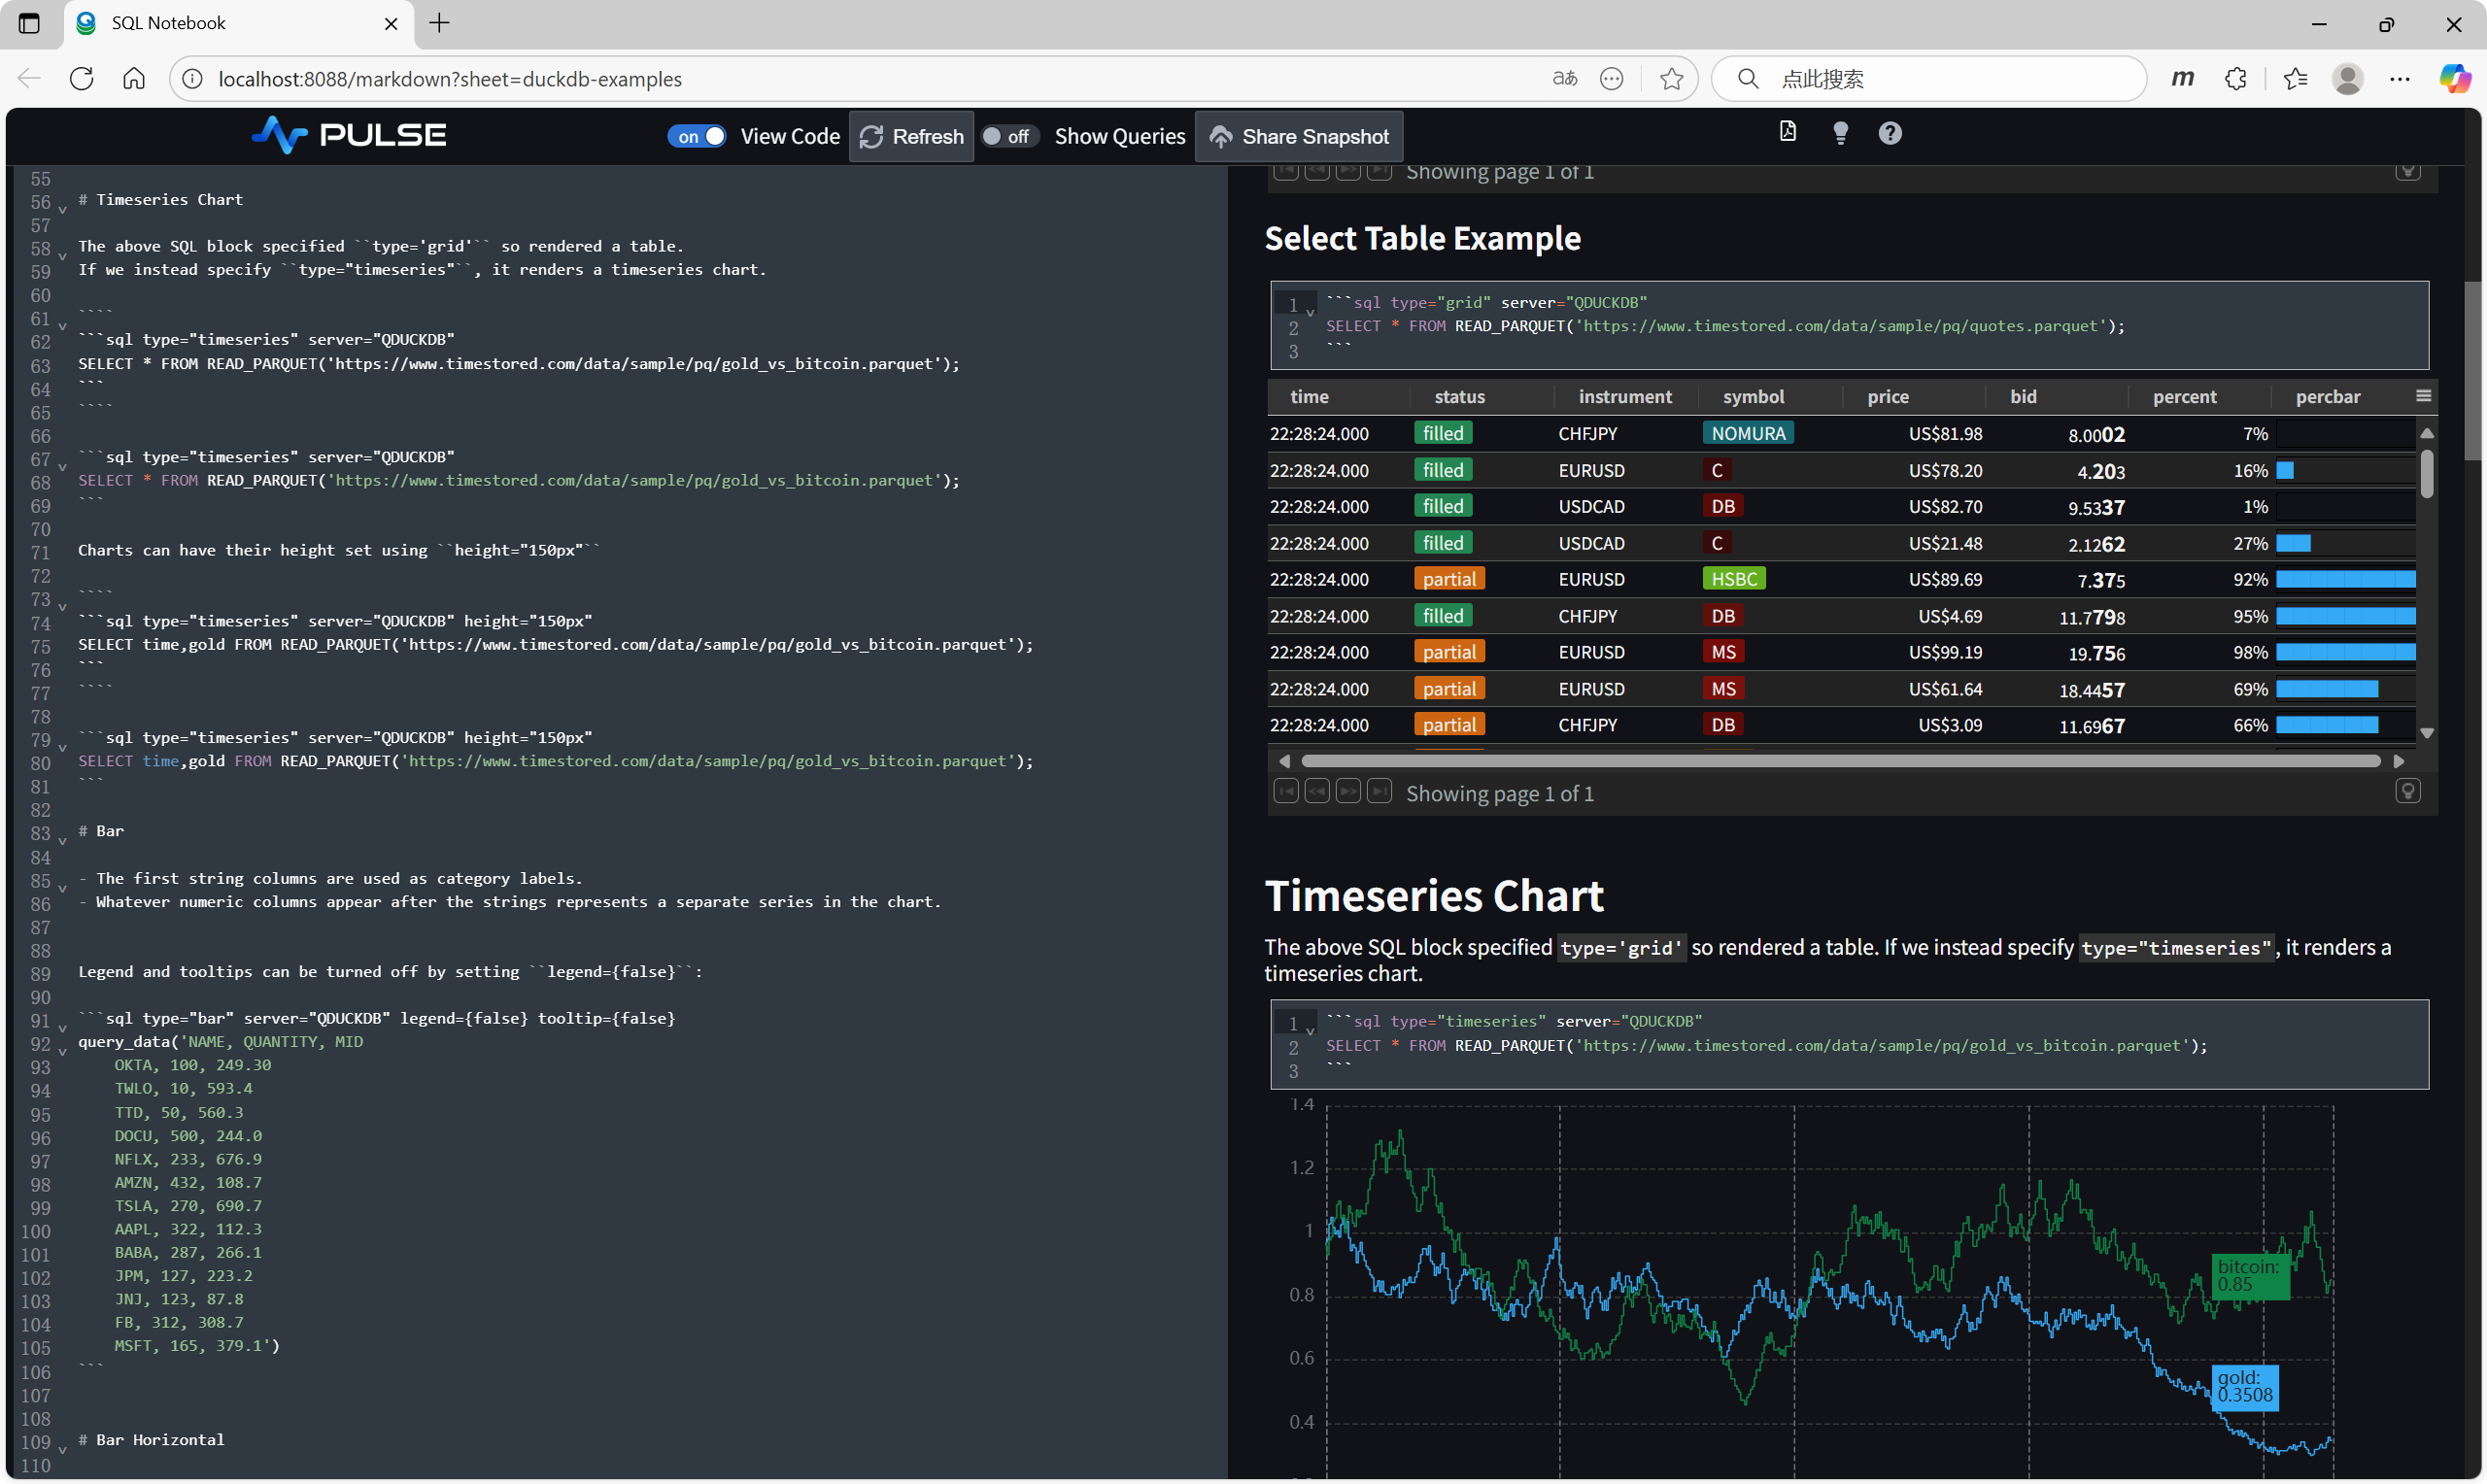 SQL Notebook
localhost:8088/markdown?sheet=duckdb-examples
点此搜索
PULSE
on View Code Refresh off Show Queries Share Snapshot
55
56 # Timeseries Chart
57
58 The above SQL block specified ``type='grid'`` so rendered a table.
59 If we instead specify ``type="timeseries"``, it renders a timeseries chart.
60
61 ````
62 ```sql type="timeseries" server="QDUCKDB"
63 SELECT * FROM READ_PARQUET('https://www.timestored.com/data/sample/pq/gold_vs_bitcoin.parquet');
64 ```
65 ````
66
67 ```sql type="timeseries" server="QDUCKDB"
68 SELECT * FROM READ_PARQUET('https://www.timestored.com/data/sample/pq/gold_vs_bitcoin.parquet');
69 ```
70
71 Charts can have their height set using ``height="150px"``
72
73 ````
74 ```sql type="timeseries" server="QDUCKDB" height="150px"
75 SELECT time,gold FROM READ_PARQUET('https://www.timestored.com/data/sample/pq/gold_vs_bitcoin.parquet');
76 ```
77 ````
78
79 ```sql type="timeseries" server="QDUCKDB" height="150px"
80 SELECT time,gold FROM READ_PARQUET('https://www.timestored.com/data/sample/pq/gold_vs_bitcoin.parquet');
81 ```
82
83 # Bar
84
85 - The first string columns are used as category labels.
86 - Whatever numeric columns appear after the strings represents a separate series in the chart.
87
88
89 Legend and tooltips can be turned off by setting ``legend={false}``:
90
91 ```sql type="bar" server="QDUCKDB" legend={false} tooltip={false}
92 query_data('NAME, QUANTITY, MID
93 OKTA, 100, 249.30
94 TWLO, 10, 593.4
95 TTD, 50, 560.3
96 DOCU, 500, 244.0
97 NFLX, 233, 676.9
98 AMZN, 432, 108.7
99 TSLA, 270, 690.7
100 AAPL, 322, 112.3
101 BABA, 287, 266.1
102 JPM, 127, 223.2
103 JNJ, 123, 87.8
104 FB, 312, 308.7
105 MSFT, 165, 379.1')
106 ```
107
108
109 # Bar Horizontal
110
Showing page 1 of 1
Select Table Example
1 ```sql type="grid" server="QDUCKDB"
2 SELECT * FROM READ_PARQUET('https://www.timestored.com/data/sample/pq/quotes.parquet');
3 ```
time status instrument symbol price bid percent percbar
22:28:24.000 filled CHFJPY NOMURA US$81.98 8.0002 7%
22:28:24.000 filled EURUSD C US$78.20 4.203 16%
22:28:24.000 filled USDCAD DB US$82.70 9.5337 1%
22:28:24.000 filled USDCAD C US$21.48 2.1262 27%
22:28:24.000 partial EURUSD HSBC US$89.69 7.375 92%
22:28:24.000 filled CHFJPY DB US$4.69 11.7798 95%
22:28:24.000 partial EURUSD MS US$99.19 19.756 98%
22:28:24.000 partial EURUSD MS US$61.64 18.4457 69%
22:28:24.000 partial CHFJPY DB US$3.09 11.6967 66%
Showing page 1 of 1
Timeseries Chart
The above SQL block specified type='grid' so rendered a table. If we instead specify type="timeseries", it renders a
timeseries chart.
1 ```sql type="timeseries" server="QDUCKDB"
2 SELECT * FROM READ_PARQUET('https://www.timestored.com/data/sample/pq/gold_vs_bitcoin.parquet');
3 ```
1.4
1.2
1
0.8
0.6
0.4
bitcoin:
0.85
gold:
0.3508